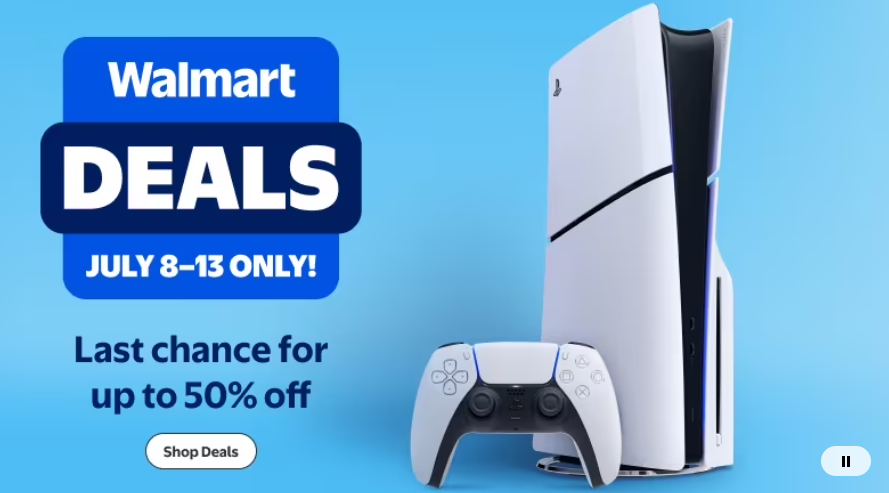 Walmart
DEALS
JULY 8–13 ONLY!
Last chance for
up to 50% off
Shop Deals